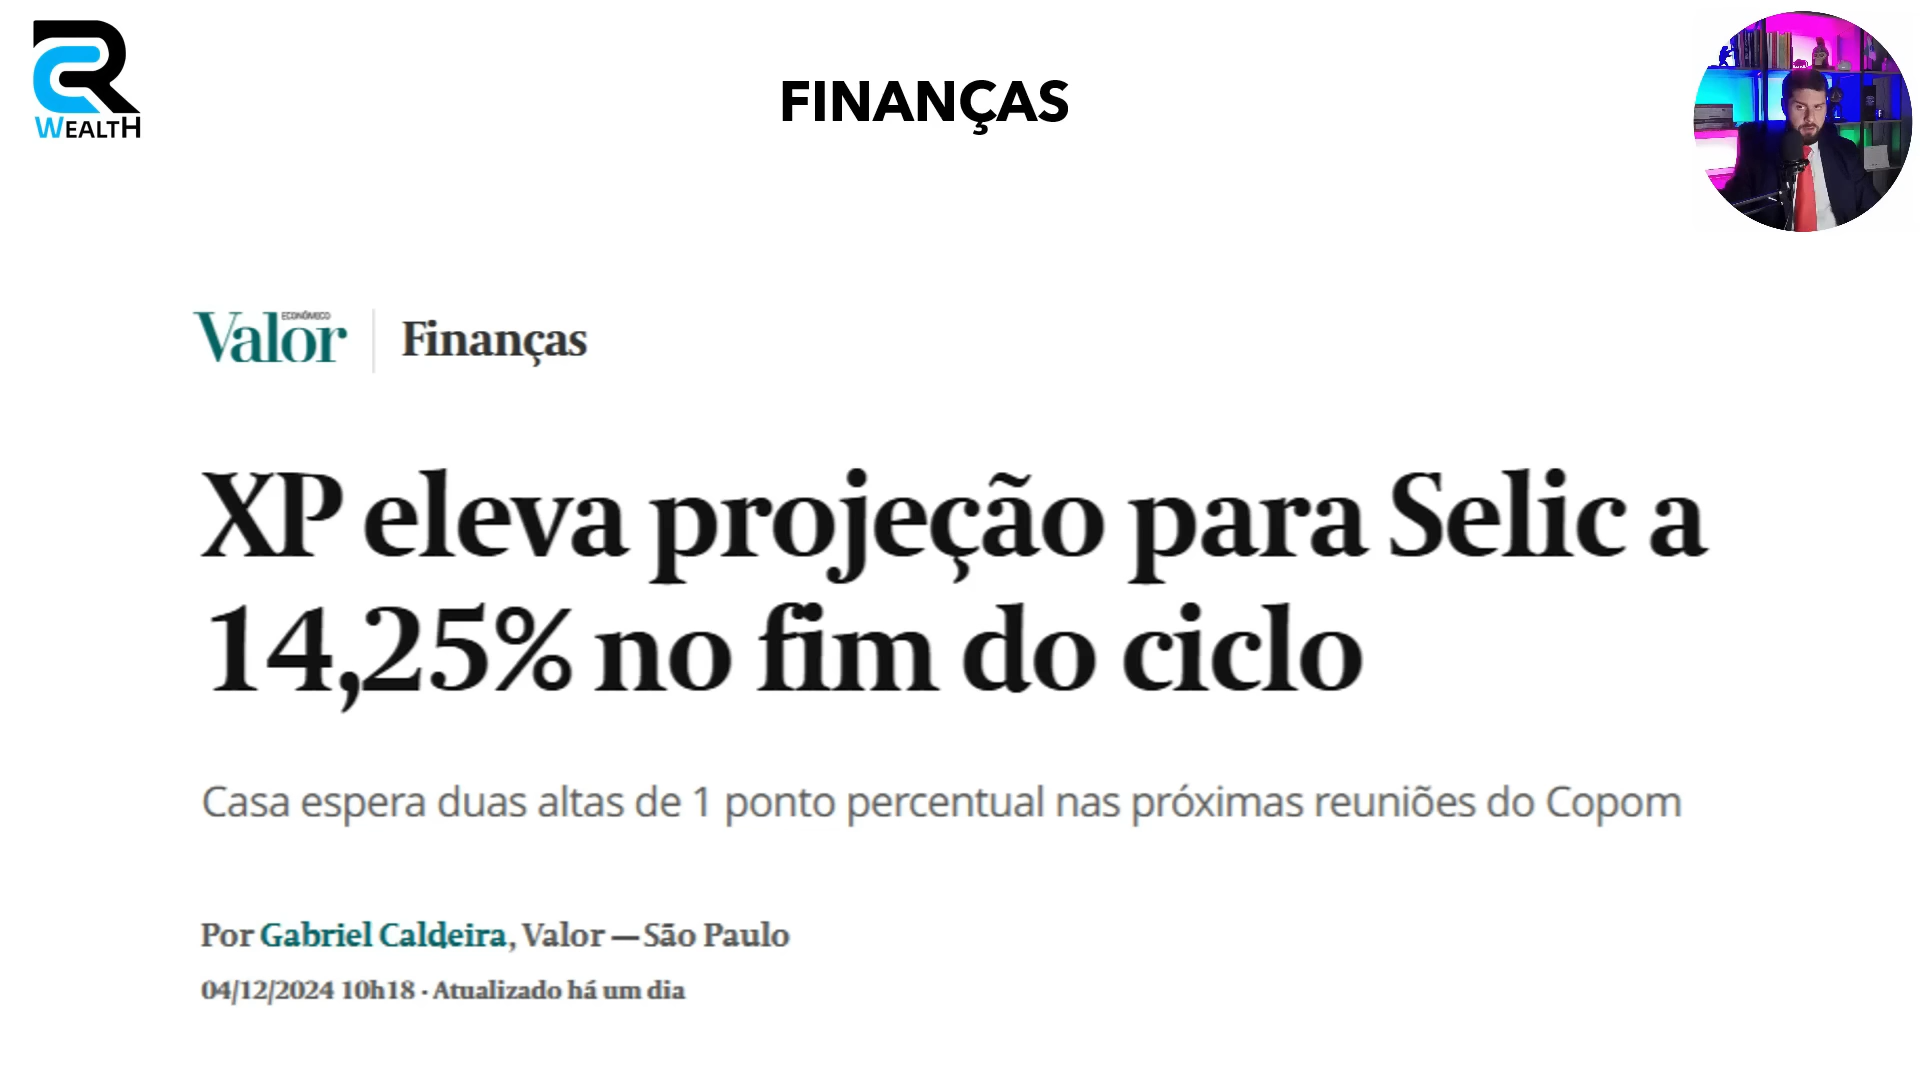 WEALTH
FINANÇAS
Valor ECONÔMICO
Finanças
XP eleva projeção para Selic a
14,25% no fim do ciclo
Casa espera duas altas de 1 ponto percentual nas próximas reuniões do Copom
Por Gabriel Caldeira, Valor — São Paulo
04/12/2024 10h18 · Atualizado há um dia